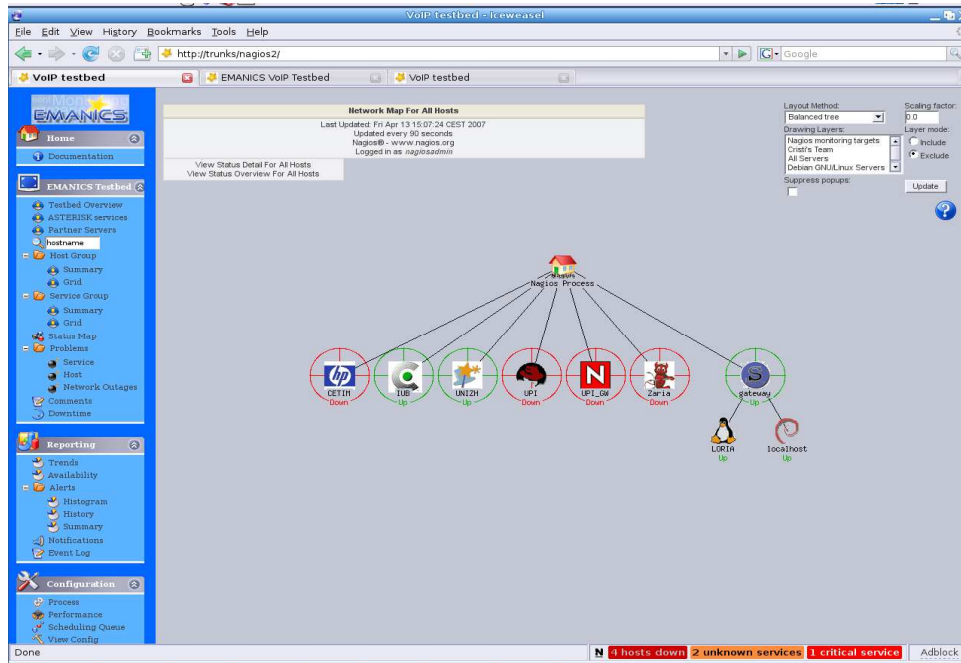 VoIP testbed - Iceweasel
File Edit View History Bookmarks Tools Help
http://trunks/nagios2/
G Google
VoIP testbed
EMANICS VoIP Testbed
VoIP testbed
EMANICS
Home
Documentation
EMANICS Testbed
Testbed Overview
ASTERISK services
Partner Servers
hostname
Host Group
Summary
Grid
Service Group
Summary
Grid
Status Map
Problems
Service
Host
Network Outages
Comments
Downtime
Reporting
Trends
Availability
Alerts
Histogram
History
Summary
Notifications
Event Log
Configuration
Process
Performance
Scheduling Queue
View Config
Network Map For All Hosts
Last Updated: Fri Apr 13 15:07:24 CEST 2007
Updated every 90 seconds
Nagios® - www.nagios.org
Logged in as nagiosadmin
View Status Detail For All Hosts
View Status Overview For All Hosts
Layout Method:
Balanced tree
Scaling factor:
0.0
Drawing Layers:
Nagios monitoring targets
Cristi's Team
All Servers
Debian GNU/Linux Servers
Layer mode:
Include
Exclude
Suppress popups:
Update
?
Nagios
Nagios Process
hp
CETIM
Down
IUB
Up
UNIZH
Up
UPI
Down
N
UPI_GW
Down
Zaria
Down
S
gateway
Up
LORIA
Up
localhost
Up
Done
N 4 hosts down 2 unknown services 1 critical service Adblock